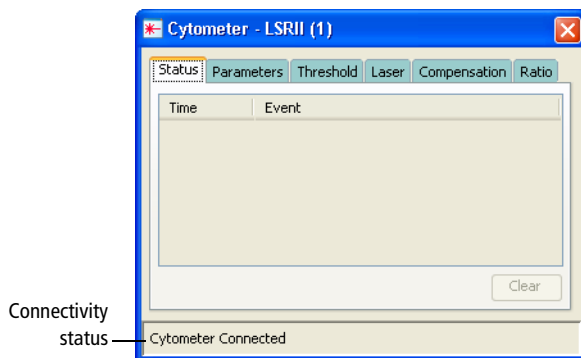 Cytometer - LSRII (1)
Status Parameters Threshold Laser Compensation Ratio
Time Event
Clear
Connectivity
status
Cytometer Connected